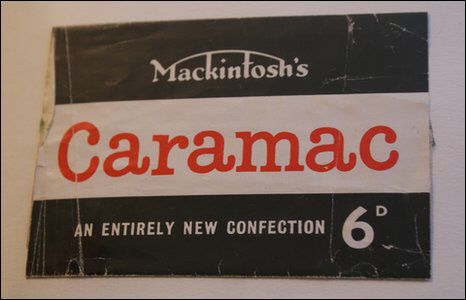 Mackintosh's
Caramac
AN ENTIRELY NEW CONFECTION 6D